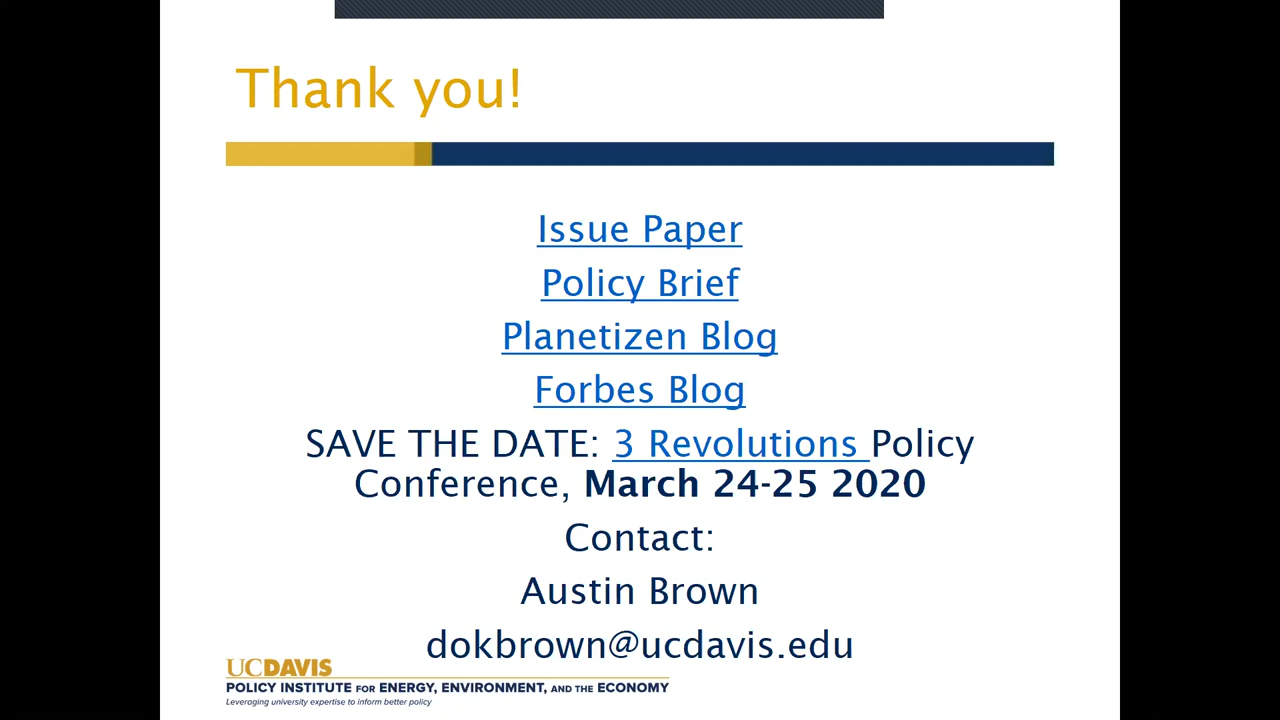 Thank you!
Issue Paper
Policy Brief
Planetizen Blog
Forbes Blog
SAVE THE DATE: 3 Revolutions Policy
Conference, March 24-25 2020
Contact:
Austin Brown
dokbrown@ucdavis.edu
UCDAVIS
POLICY INSTITUTE FOR ENERGY, ENVIRONMENT, AND THE ECONOMY
Leveraging university expertise to inform better policy